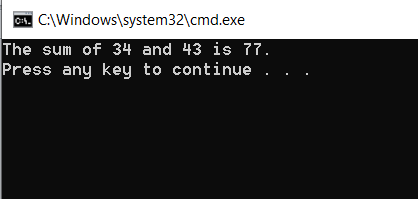 C:\Windows\system32\cmd.exe
The sum of 34 and 43 is 77.
Press any key to continue . . .